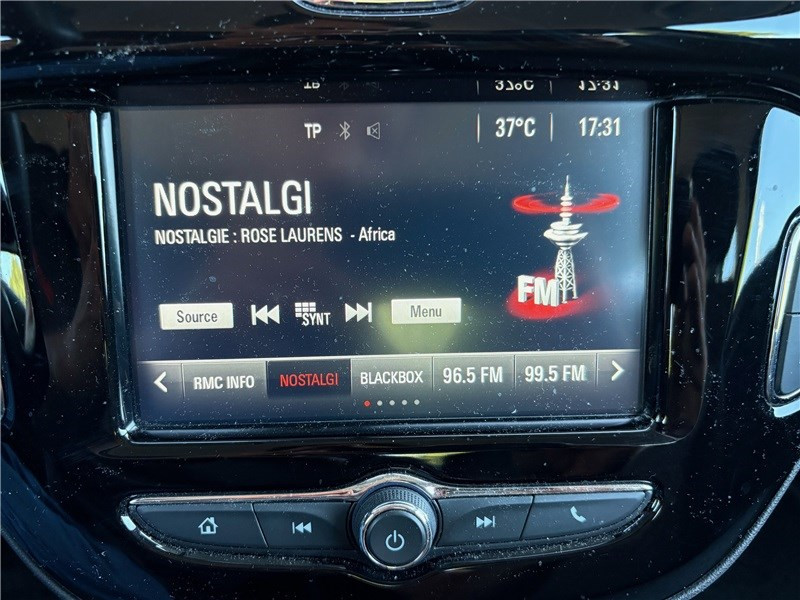 TP 37°C 17:31
NOSTALGI
NOSTALGIE : ROSE LAURENS - Africa
FM
Source SYNT Menu
RMC INFO NOSTALGI BLACKBOX 96.5 FM 99.5 FM